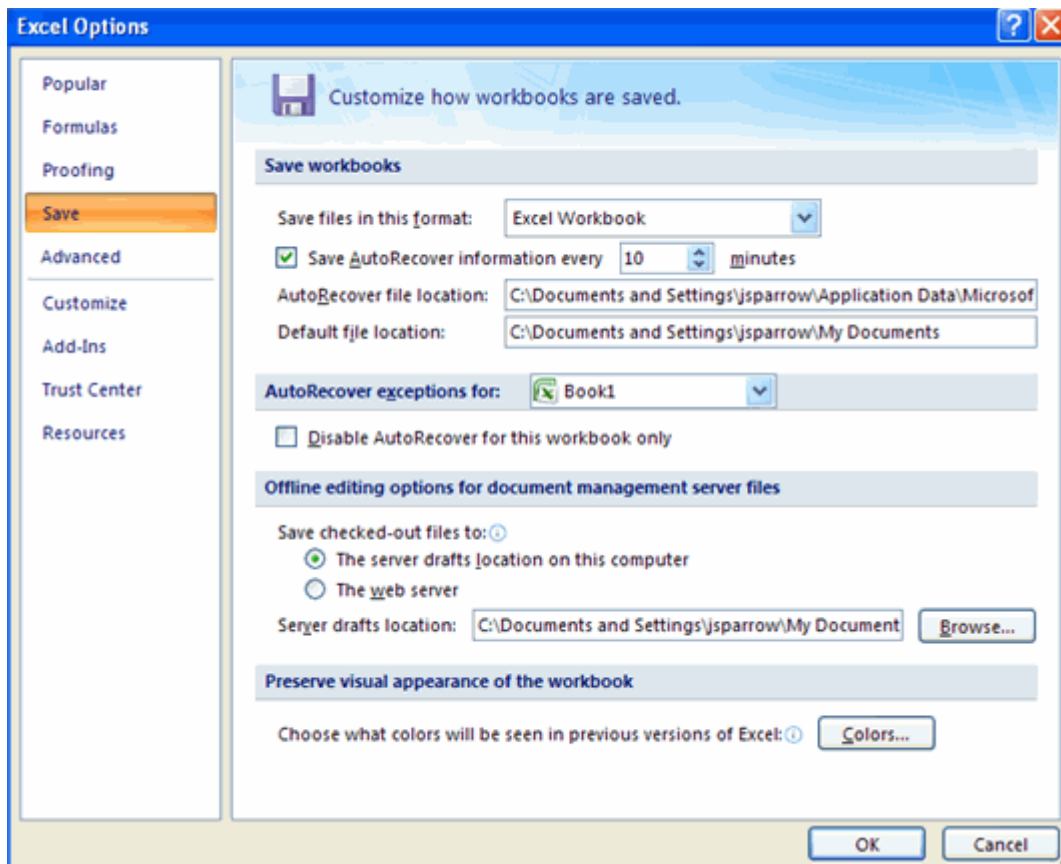 Excel Options
Popular
Formulas
Proofing
Save
Advanced
Customize
Add-Ins
Trust Center
Resources
Customize how workbooks are saved.
Save workbooks
Save files in this format: Excel Workbook
Save AutoRecover information every 10 minutes
AutoRecover file location: C:\Documents and Settings\jsparrow\Application Data\Microsof
Default file location: C:\Documents and Settings\jsparrow\My Documents
AutoRecover exceptions for: Book1
Disable AutoRecover for this workbook only
Offline editing options for document management server files
Save checked-out files to:
The server drafts location on this computer
The web server
Server drafts location: C:\Documents and Settings\jsparrow\My Document Browse...
Preserve visual appearance of the workbook
Choose what colors will be seen in previous versions of Excel: Colors...
OK Cancel